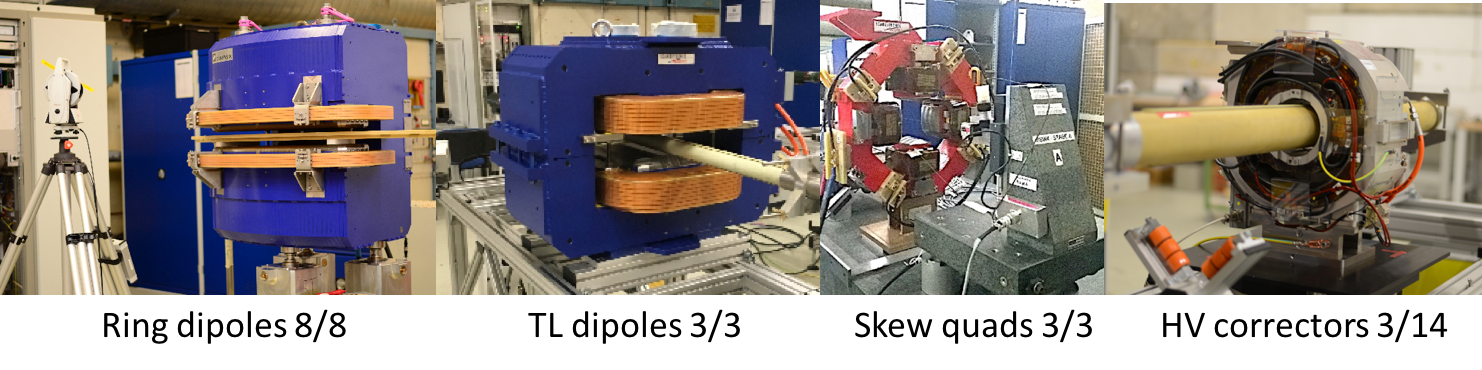 Ring dipoles 8/8
TL dipoles 3/3
Skew quads 3/3
HV correctors 3/14
A